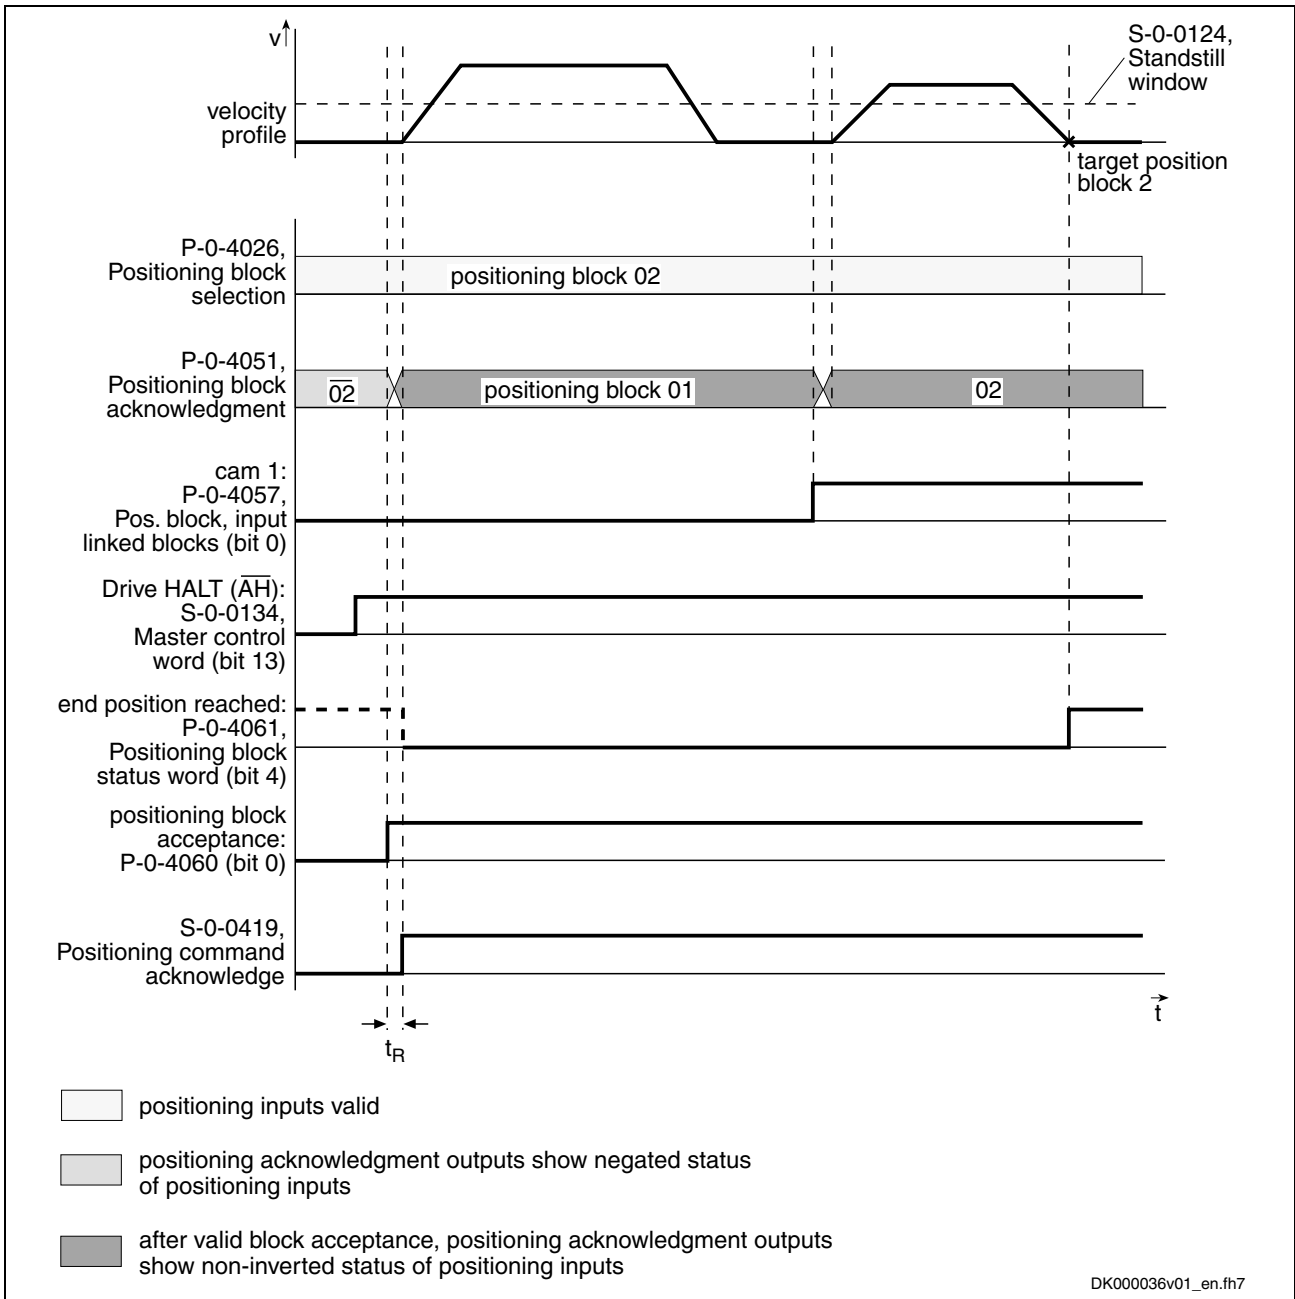 v
velocity
profile
S-0-0124,
Standstill
window
target position
block 2
P-0-4026,
Positioning block
selection
positioning block 02
P-0-4051,
Positioning block
acknowledgment
0̅2̅
positioning block 01
02
cam 1:
P-0-4057,
Pos. block, input
linked blocks (bit 0)
Drive HALT (A̅H̅):
S-0-0134,
Master control
word (bit 13)
end position reached:
P-0-4061,
Positioning block
status word (bit 4)
positioning block
acceptance:
P-0-4060 (bit 0)
S-0-0419,
Positioning command
acknowledge
t
tR
positioning inputs valid
positioning acknowledgment outputs show negated status
of positioning inputs
after valid block acceptance, positioning acknowledgment outputs
show non-inverted status of positioning inputs
DK000036v01_en.fh7